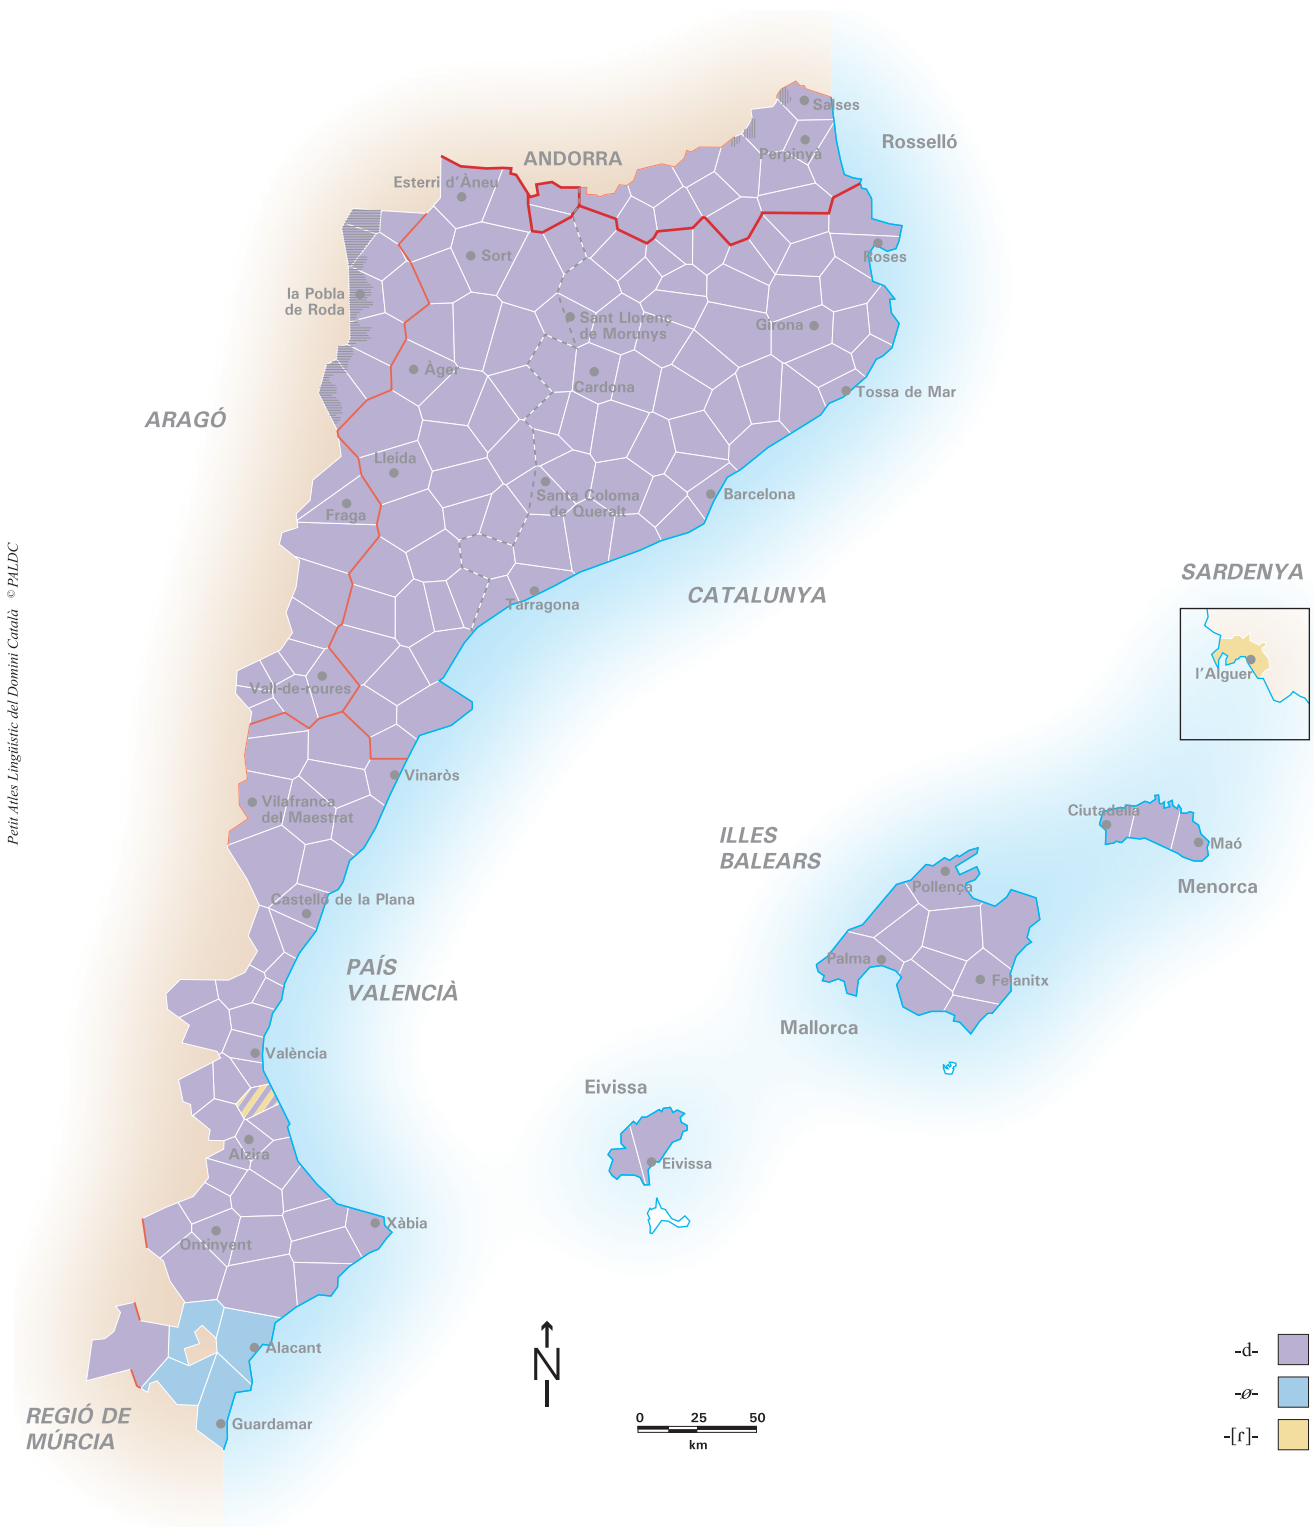 Salses
Rosselló
Perpinyà
ANDORRA
Esterri d'Àneu
Sort
Roses
la Pobla
de Roda
Sant Llorenç
de Morunys
Girona
Àger
Cardona
Tossa de Mar
ARAGÓ
Lleida
Santa Coloma
de Queralt
Barcelona
Fraga
Petit Atles Lingüístic del Domini Català © PALDC
SARDENYA
CATALUNYA
Tarragona
l'Alguer
Vall-de-roures
Vinaròs
Vilafranca
del Maestrat
Ciutadella
Maó
ILLES
BALEARS
Menorca
Pollença
Castelló de la Plana
Palma
Felanitx
PAÍS
VALENCIÀ
Mallorca
València
Eivissa
Alzira
Eivissa
Xàbia
Ontinyent
Alacant
-d-
N
-ø-
REGIÓ DE
MÚRCIA
Guardamar
0 25 50
km
-[ɾ]-